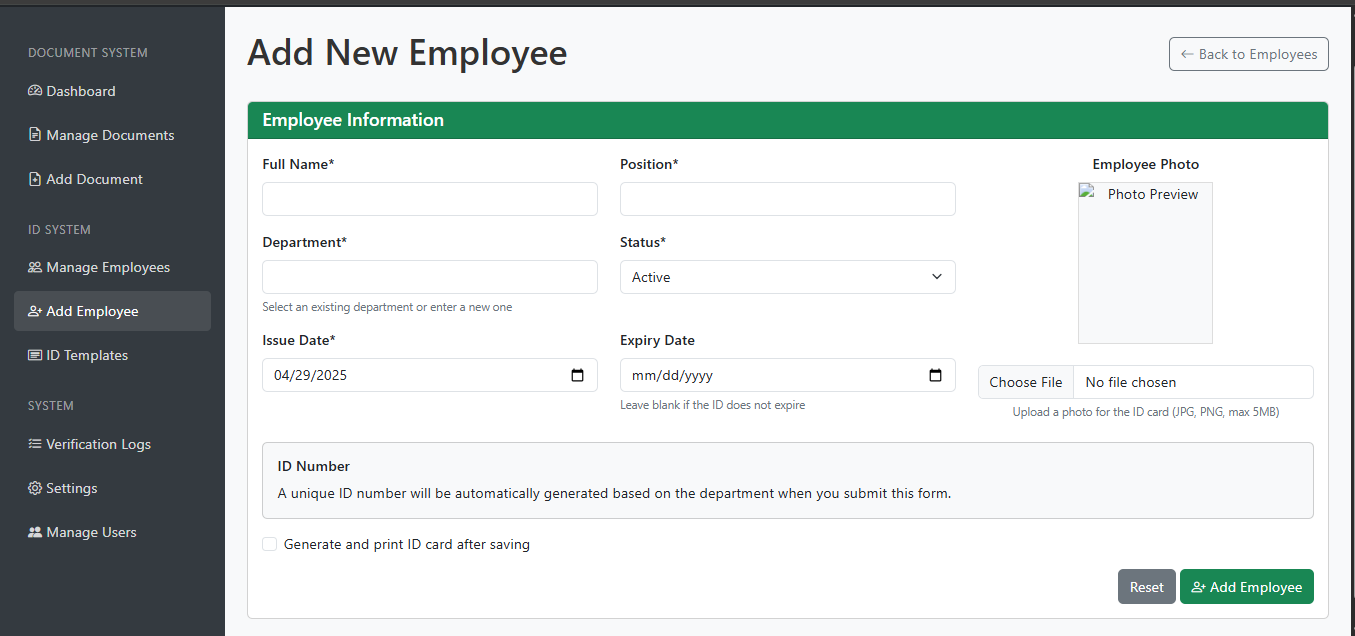 DOCUMENT SYSTEM
Dashboard
Manage Documents
Add Document
ID SYSTEM
Manage Employees
Add Employee
ID Templates
SYSTEM
Verification Logs
Settings
Manage Users
Add New Employee
← Back to Employees
Employee Information
Full Name*
Position*
Employee Photo
Photo Preview
Department*
Status*
Active
Select an existing department or enter a new one
Issue Date*
Expiry Date
04/29/2025
mm/dd/yyyy
Choose File
No file chosen
Leave blank if the ID does not expire
Upload a photo for the ID card (JPG, PNG, max 5MB)
ID Number
A unique ID number will be automatically generated based on the department when you submit this form.
Generate and print ID card after saving
Reset
Add Employee